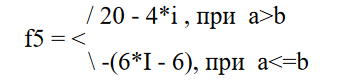 / 20 - 4*i , при a>b
f5 = <
\ -(6*I - 6), при a<=b